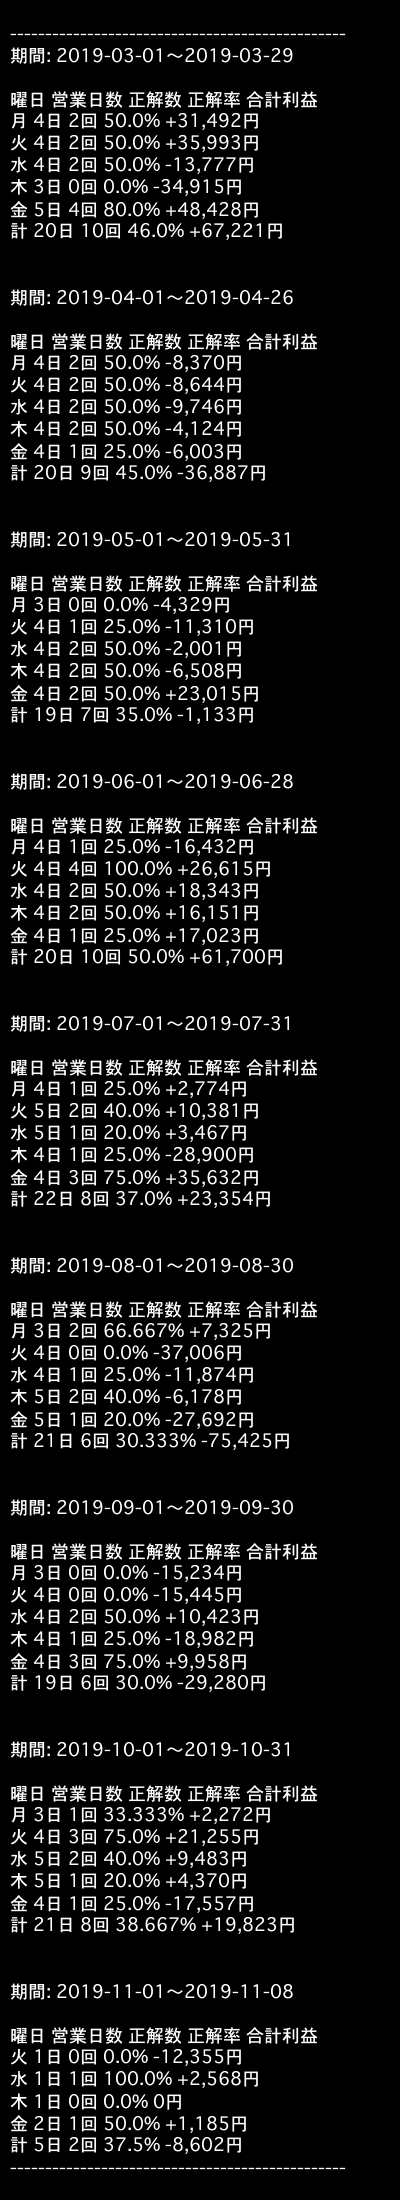 ------------------------------------------------
期間: 2019-03-01～2019-03-29
曜日 営業日数 正解数 正解率 合計利益
月 4日 2回 50.0% +31,492円
火 4日 2回 50.0% +35,993円
水 4日 2回 50.0% -13,777円
木 3日 0回 0.0% -34,915円
金 5日 4回 80.0% +48,428円
計 20日 10回 46.0% +67,221円
期間: 2019-04-01～2019-04-26
曜日 営業日数 正解数 正解率 合計利益
月 4日 2回 50.0% -8,370円
火 4日 2回 50.0% -8,644円
水 4日 2回 50.0% -9,746円
木 4日 2回 50.0% -4,124円
金 4日 1回 25.0% -6,003円
計 20日 9回 45.0% -36,887円
期間: 2019-05-01～2019-05-31
曜日 営業日数 正解数 正解率 合計利益
月 3日 0回 0.0% -4,329円
火 4日 1回 25.0% -11,310円
水 4日 2回 50.0% -2,001円
木 4日 2回 50.0% -6,508円
金 4日 2回 50.0% +23,015円
計 19日 7回 35.0% -1,133円
期間: 2019-06-01～2019-06-28
曜日 営業日数 正解数 正解率 合計利益
月 4日 1回 25.0% -16,432円
火 4日 4回 100.0% +26,615円
水 4日 2回 50.0% +18,343円
木 4日 2回 50.0% +16,151円
金 4日 1回 25.0% +17,023円
計 20日 10回 50.0% +61,700円
期間: 2019-07-01～2019-07-31
曜日 営業日数 正解数 正解率 合計利益
月 4日 1回 25.0% +2,774円
火 5日 2回 40.0% +10,381円
水 5日 1回 20.0% +3,467円
木 4日 1回 25.0% -28,900円
金 4日 3回 75.0% +35,632円
計 22日 8回 37.0% +23,354円
期間: 2019-08-01～2019-08-30
曜日 営業日数 正解数 正解率 合計利益
月 3日 2回 66.667% +7,325円
火 4日 0回 0.0% -37,006円
水 4日 1回 25.0% -11,874円
木 5日 2回 40.0% -6,178円
金 5日 1回 20.0% -27,692円
計 21日 6回 30.333% -75,425円
期間: 2019-09-01～2019-09-30
曜日 営業日数 正解数 正解率 合計利益
月 3日 0回 0.0% -15,234円
火 4日 0回 0.0% -15,445円
水 4日 2回 50.0% +10,423円
木 4日 1回 25.0% -18,982円
金 4日 3回 75.0% +9,958円
計 19日 6回 30.0% -29,280円
期間: 2019-10-01～2019-10-31
曜日 営業日数 正解数 正解率 合計利益
月 3日 1回 33.333% +2,272円
火 4日 3回 75.0% +21,255円
水 5日 2回 40.0% +9,483円
木 5日 1回 20.0% +4,370円
金 4日 1回 25.0% -17,557円
計 21日 8回 38.667% +19,823円
期間: 2019-11-01～2019-11-08
曜日 営業日数 正解数 正解率 合計利益
火 1日 0回 0.0% -12,355円
水 1日 1回 100.0% +2,568円
木 1日 0回 0.0% 0円
金 2日 1回 50.0% +1,185円
計 5日 2回 37.5% -8,602円
------------------------------------------------